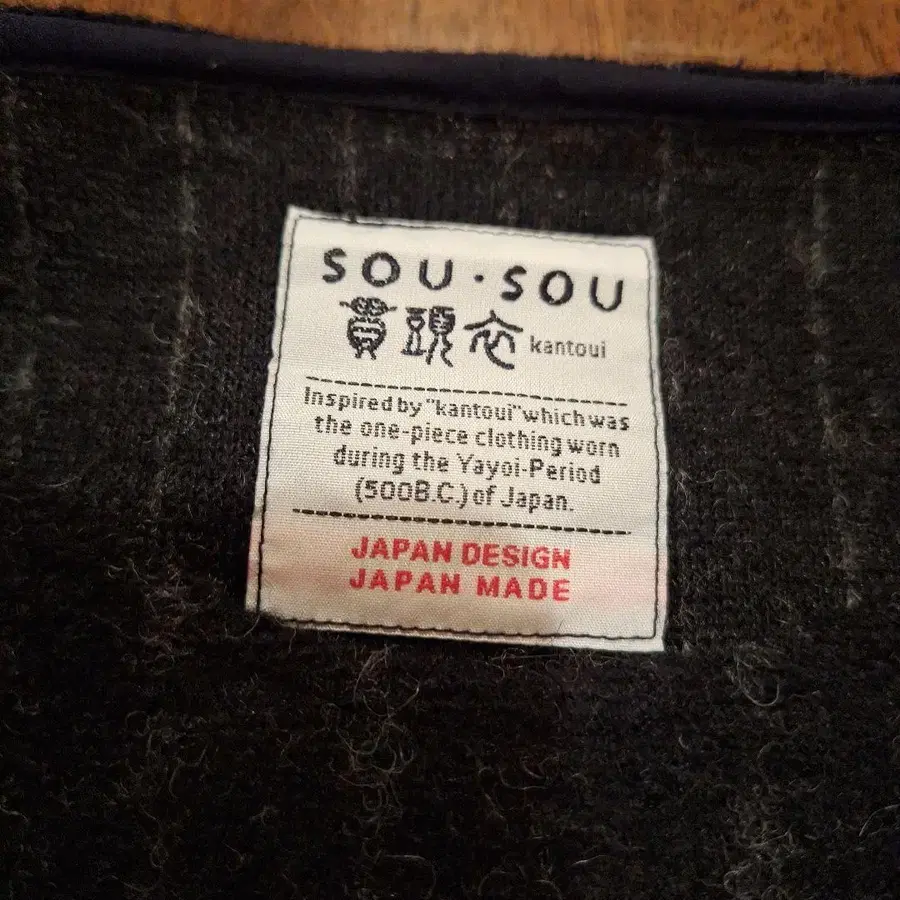 SOU・SOU
貫頭衣 kantoui
Inspired by "kantoui" which was
the one-piece clothing worn
during the Yayoi-Period
(500B.C.) of Japan.
JAPAN DESIGN
JAPAN MADE